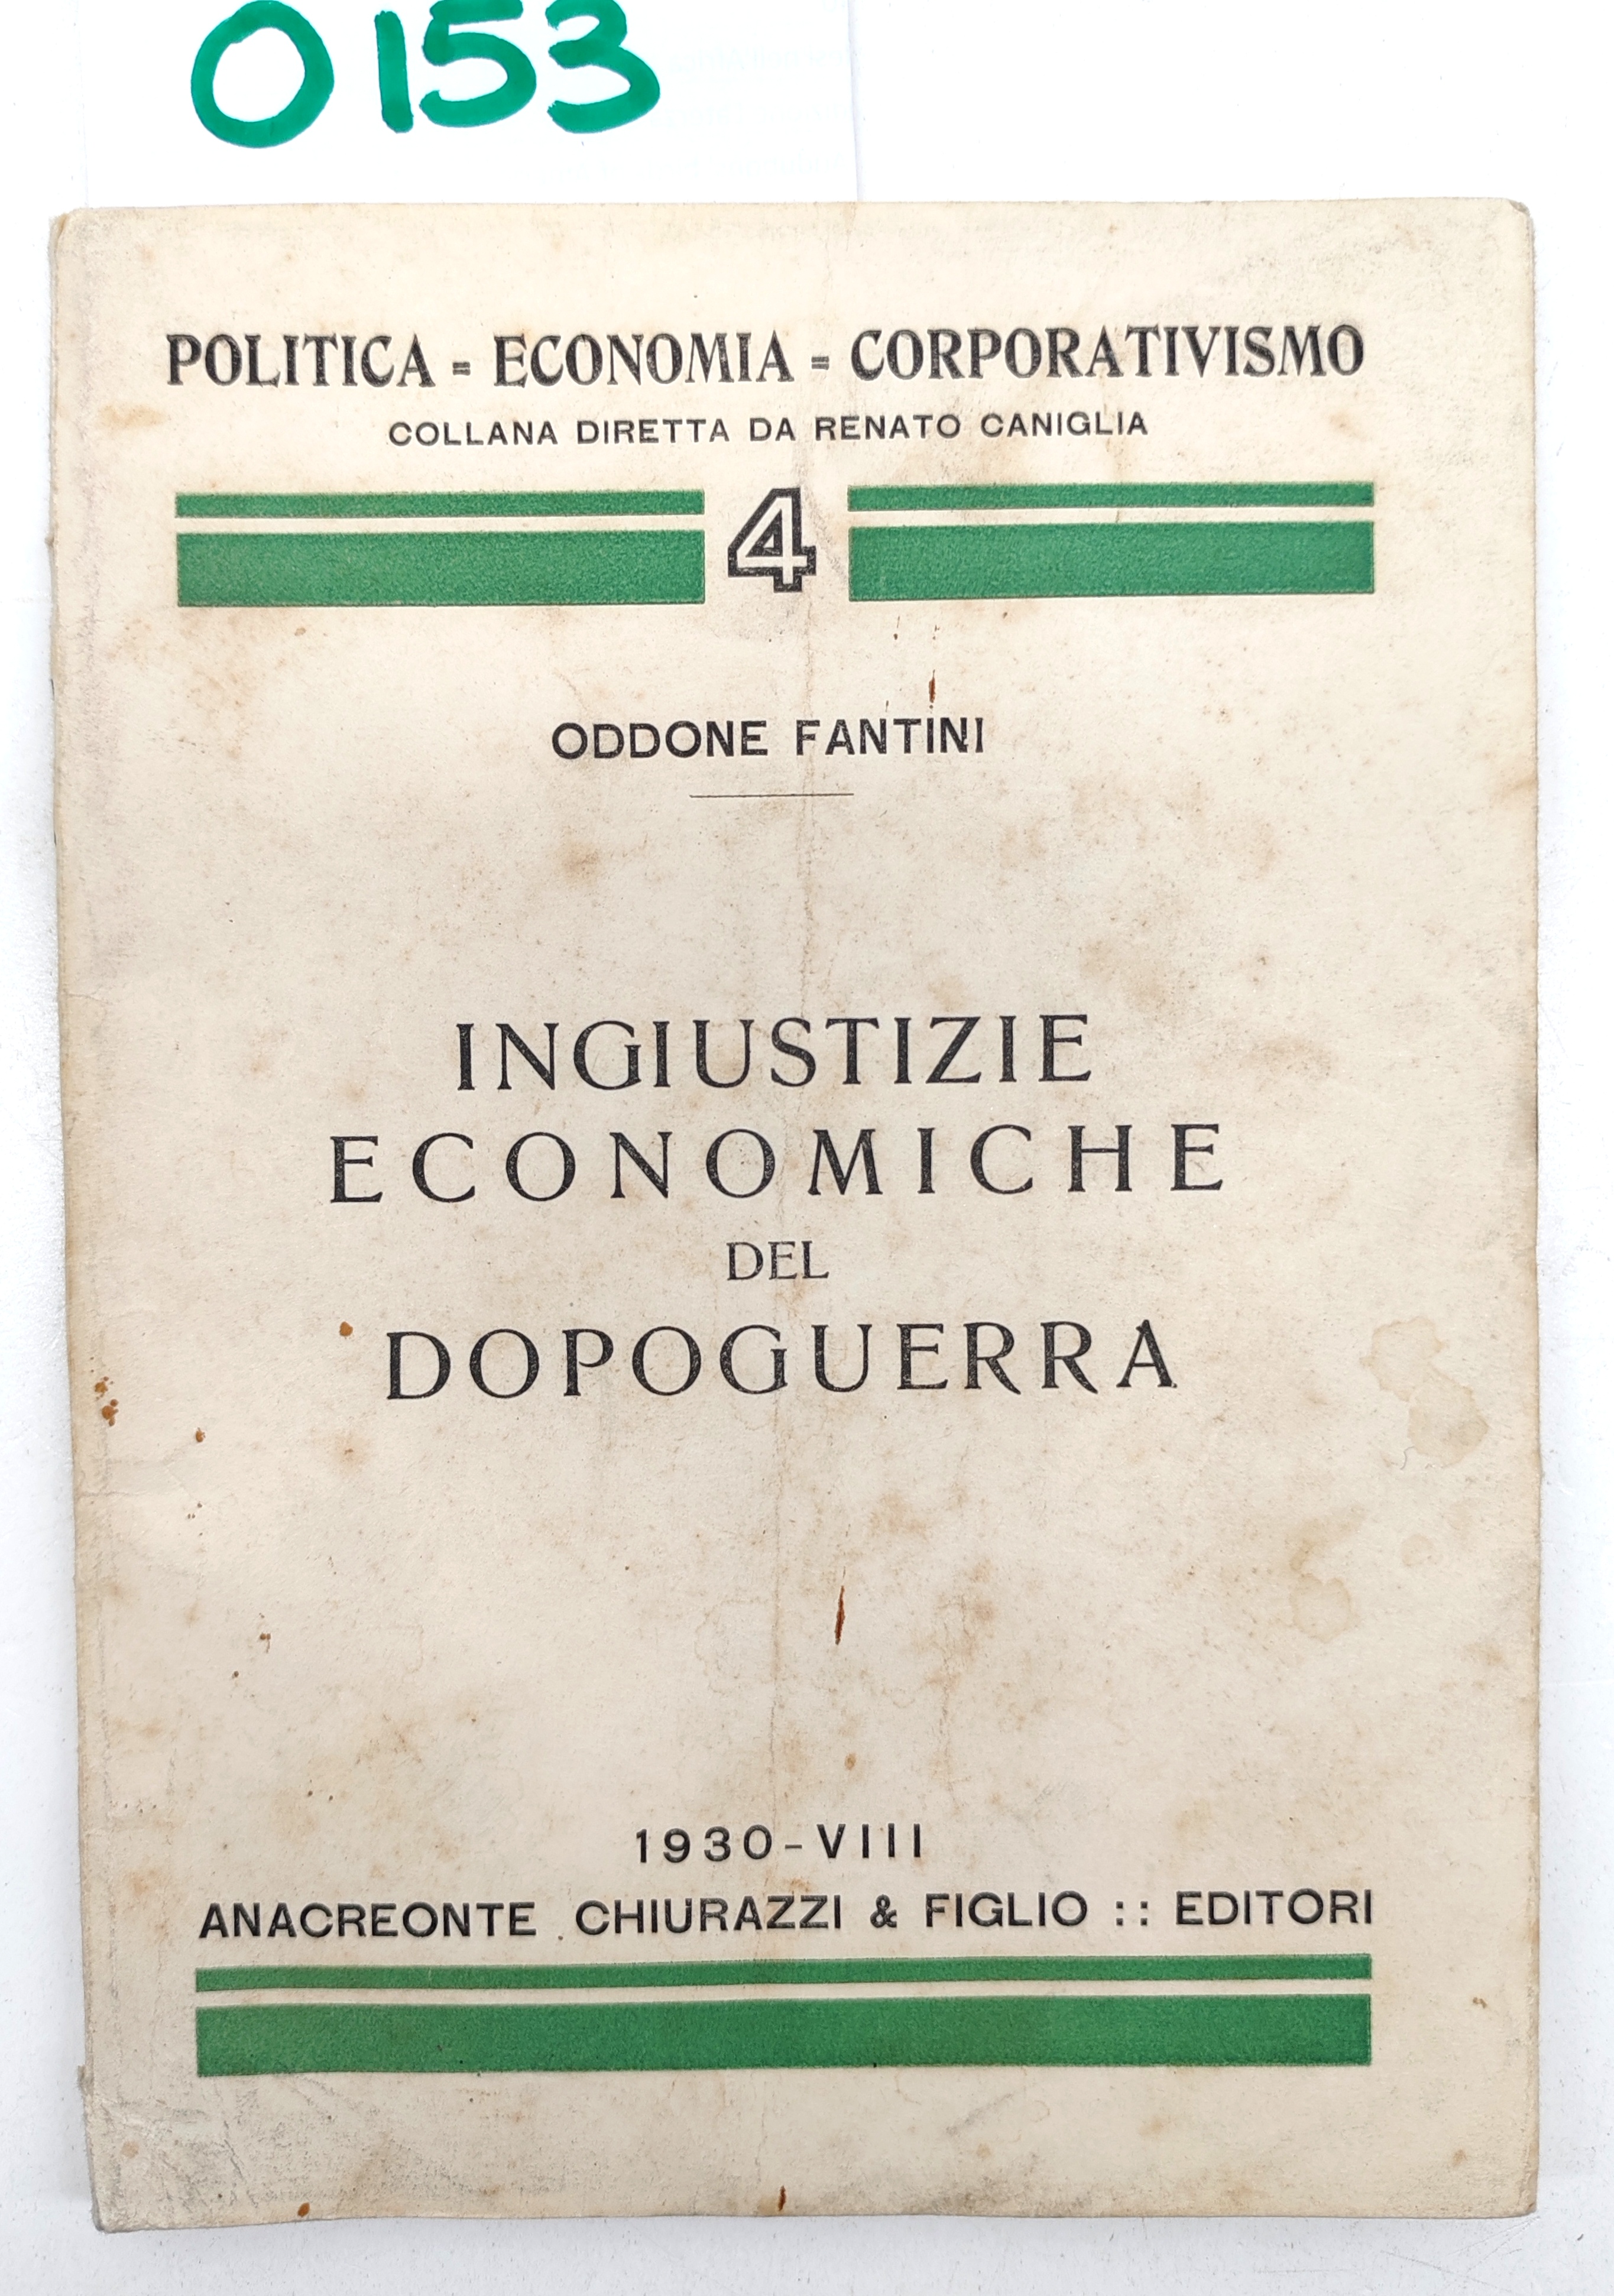 O 153
POLITICA = ECONOMIA = CORPORATIVISMO
COLLANA DIRETTA DA RENATO CANIGLIA
4
ODDONE FANTINI
INGIUSTIZIE
ECONOMICHE
DEL
DOPOGUERRA
1930-VIII
ANACREONTE CHIURAZZI & FIGLIO :: EDITORI